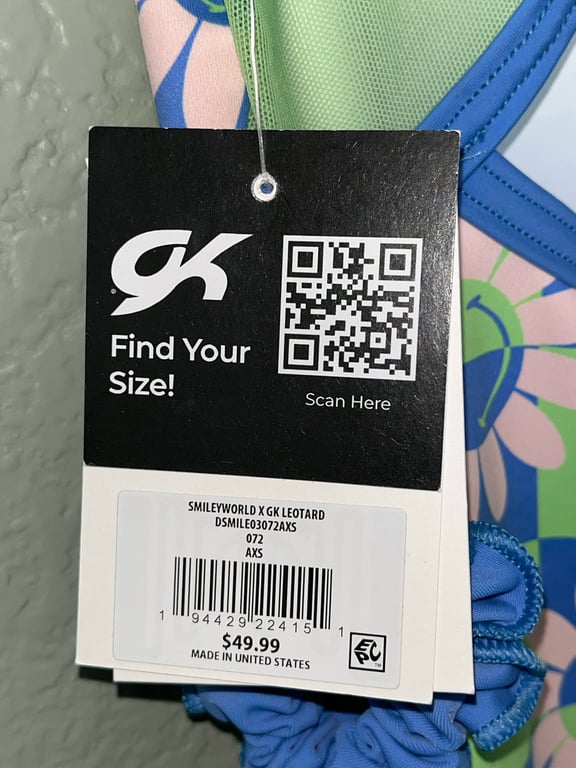 GK
Find Your
Size!
Scan Here
SMILEYWORLD X GK LEOTARD
DSMILE03072AXS
072
AXS
1 94429 22415 1
$49.99
MADE IN UNITED STATES
EPC